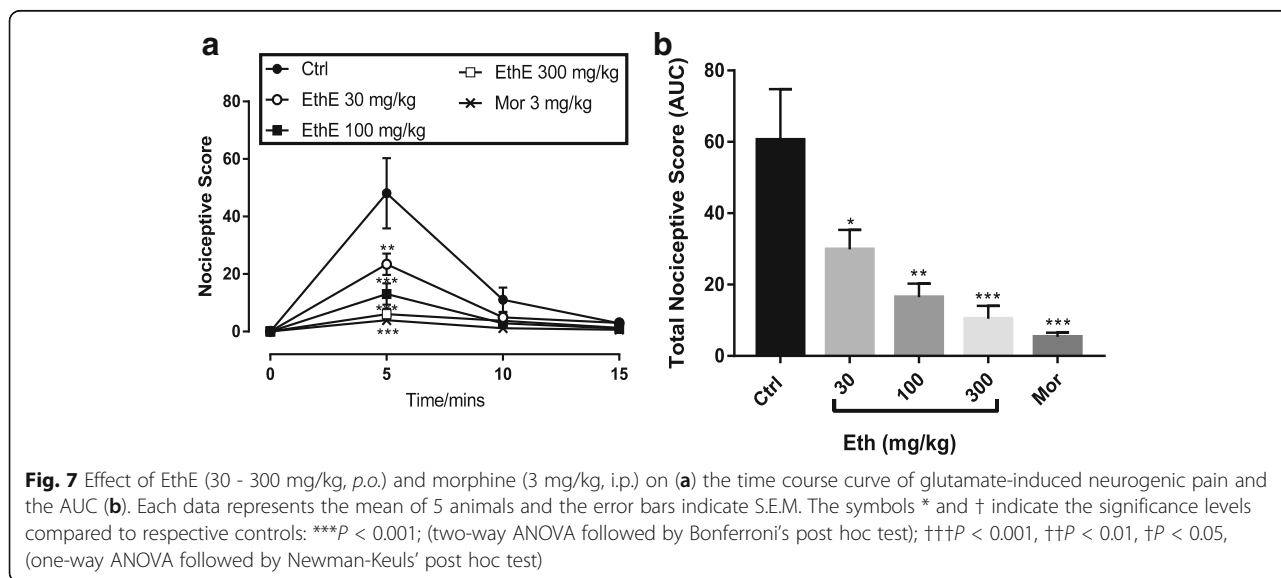 a
Ctrl
EthE 30 mg/kg
EthE 100 mg/kg
EthE 300 mg/kg
Mor 3 mg/kg
Nociceptive Score
80
60
40
20
0
**
***
***
***
0 5 10 15
Time/mins
b
Total Nociceptive Score (AUC)
80
60
40
20
0
*
**
***
***
Ctrl 30 100 300 Mor
Eth (mg/kg)
Fig. 7 Effect of EthE (30 - 300 mg/kg, p.o.) and morphine (3 mg/kg, i.p.) on (a) the time course curve of glutamate-induced neurogenic pain and
the AUC (b). Each data represents the mean of 5 animals and the error bars indicate S.E.M. The symbols * and † indicate the significance levels
compared to respective controls: ***P < 0.001; (two-way ANOVA followed by Bonferroni's post hoc test); †††P < 0.001, ††P < 0.01, †P < 0.05,
(one-way ANOVA followed by Newman-Keuls' post hoc test)